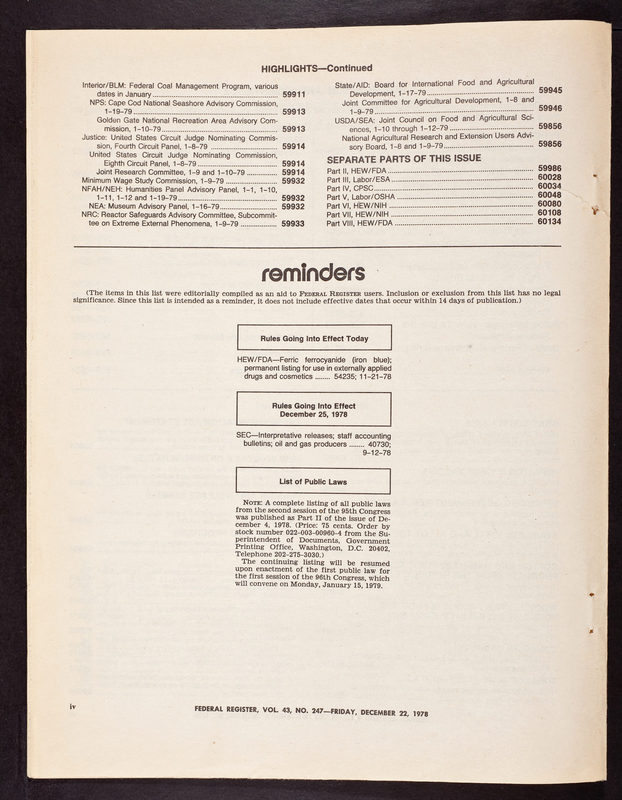 HIGHLIGHTS—Continued
Interior/BLM: Federal Coal Management Program, various
dates in January ........ 59911
NPS: Cape Cod National Seashore Advisory Commission,
1–19–79 ........ 59913
Golden Gate National Recreation Area Advisory Com-
mission, 1–10–79 ........ 59913
Justice: United States Circuit Judge Nominating Commis-
sion, Fourth Circuit Panel, 1–8–79 ........ 59914
United States Circuit Judge Nominating Commission,
Eighth Circuit Panel, 1–8–79 ........ 59914
Joint Research Committee, 1–9 and 1–10–79 ........ 59914
Minimum Wage Study Commission, 1–9–79 ........ 59932
NFAH/NEH: Humanities Panel Advisory Panel, 1–1, 1–10,
1–11, 1–12 and 1–19–79 ........ 59932
NEA: Museum Advisory Panel, 1–16–79 ........ 59932
NRC: Reactor Safeguards Advisory Committee, Subcommit-
tee on Extreme External Phenomena, 1–9–79 ........ 59933
State/AID: Board for International Food and Agricultural
Development, 1–17–79 ........ 59945
Joint Committee for Agricultural Development, 1–8 and
1–9–79 ........ 59946
USDA/SEA: Joint Council on Food and Agricultural Sci-
ences, 1–10 through 1–12–79 ........ 59856
National Agricultural Research and Extension Users Advi-
sory Board, 1–8 and 1–9–79 ........ 59856
SEPARATE PARTS OF THIS ISSUE
Part II, HEW/FDA ........ 59986
Part III, Labor/ESA ........ 60028
Part IV, CPSC ........ 60034
Part V, Labor/OSHA ........ 60048
Part VI, HEW/NIH ........ 60080
Part VII, HEW/NIH ........ 60108
Part VIII, HEW/FDA ........ 60134
reminders
(The items in this list were editorially compiled as an aid to FEDERAL REGISTER users. Inclusion or exclusion from this list has no legal
significance. Since this list is intended as a reminder, it does not include effective dates that occur within 14 days of publication.)
Rules Going Into Effect Today
HEW/FDA—Ferric ferrocyanide (iron blue);
permanent listing for use in externally applied
drugs and cosmetics ........ 54235; 11–21–78
Rules Going Into Effect
December 25, 1978
SEC—Interpretative releases; staff accounting
bulletins; oil and gas producers ........ 40730;
9–12–78
List of Public Laws
NOTE: A complete listing of all public laws
from the second session of the 95th Congress
was published as Part II of the issue of De-
cember 4, 1978. (Price: 75 cents. Order by
stock number 022–003–00960–4 from the Su-
perintendent of Documents, Government
Printing Office, Washington, D.C. 20402,
Telephone 202–275–3030.)
The continuing listing will be resumed
upon enactment of the first public law for
the first session of the 96th Congress, which
will convene on Monday, January 15, 1979.
iv
FEDERAL REGISTER, VOL. 43, NO. 247—FRIDAY, DECEMBER 22, 1978